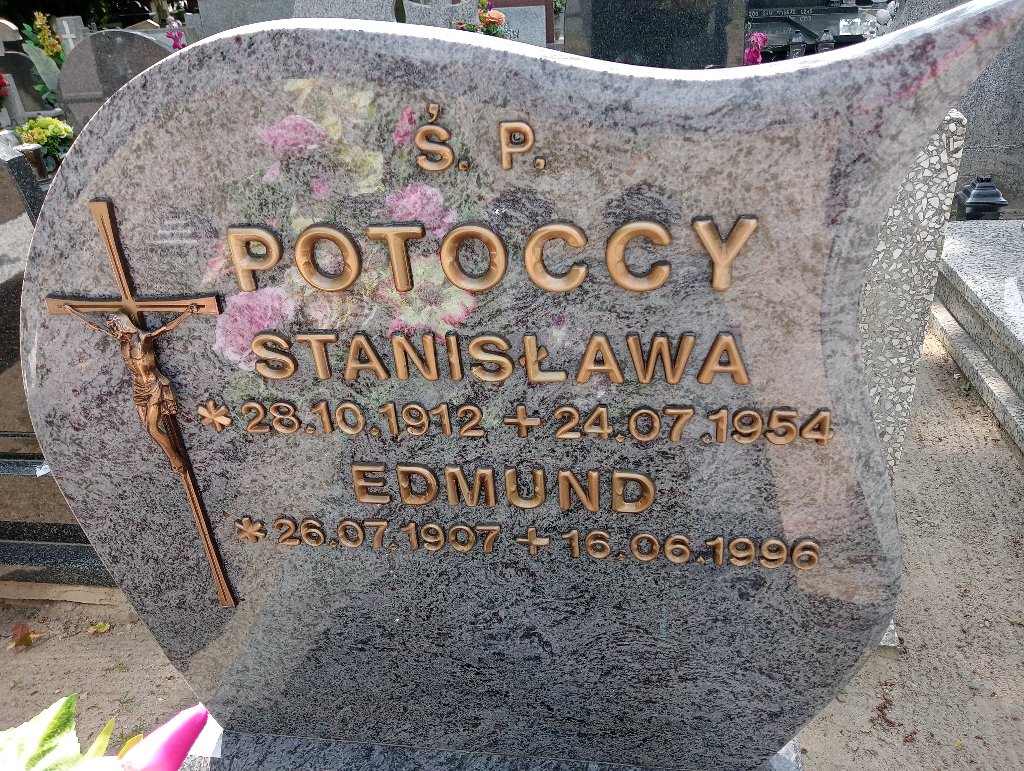 Ś. P.
POTOCCY
STANISŁAWA
* 28.10.1912 + 24.07.1954
EDMUND
* 26.07.1907 + 16.06.1996